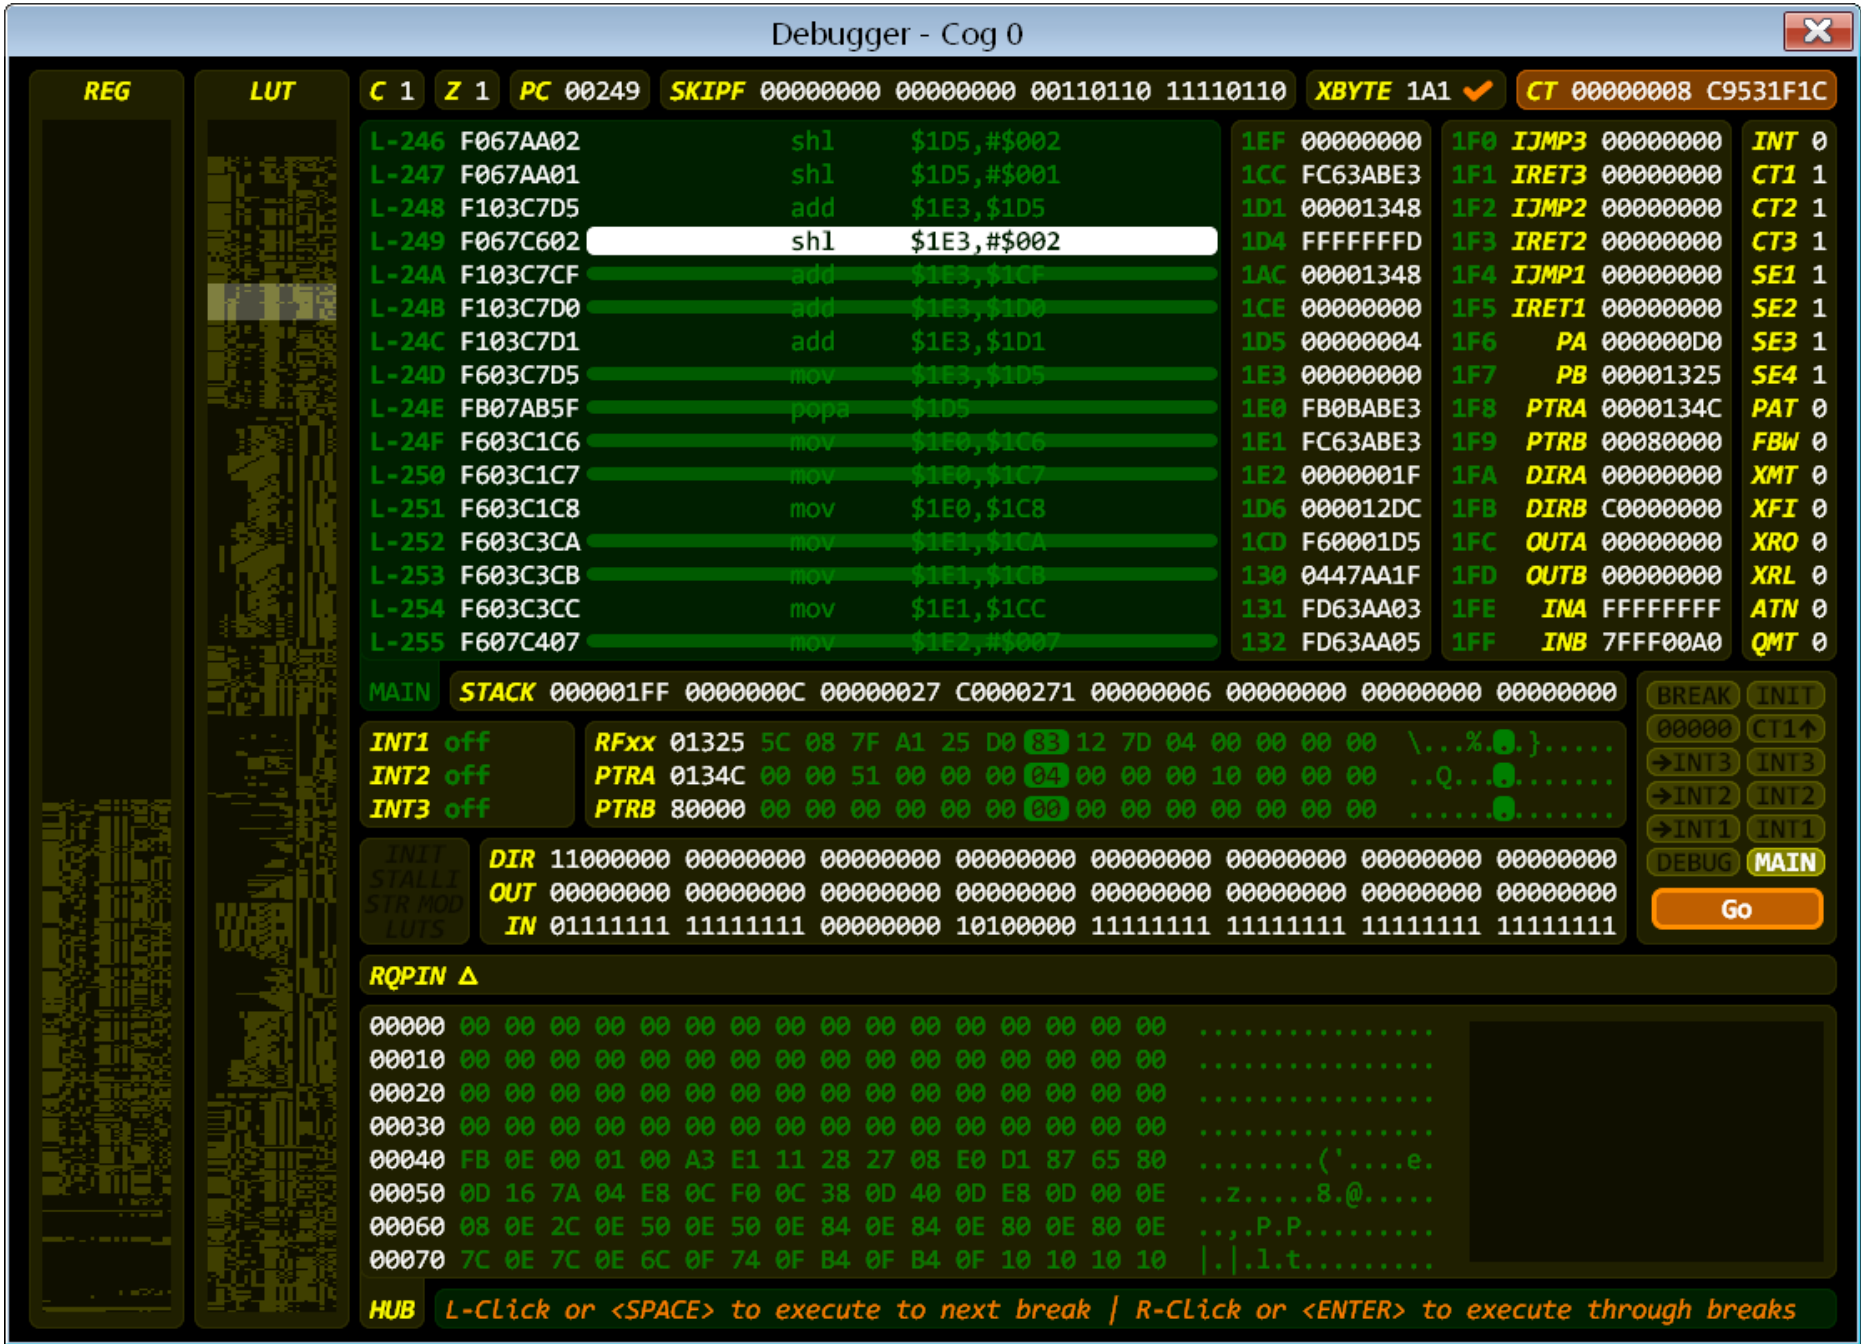 Debugger - Cog 0
REG LUT C 1 Z 1 PC 00249 SKIPF 00000000 00000000 00110110 11110110 XBYTE 1A1 ✔ CT 00000008 C9531F1C
L-246 F067AA02 shl $1D5,#$002 1EF 00000000 1F0 IJMP3 00000000 INT 0
L-247 F067AA01 shl $1D5,#$001 1CC FC63ABE3 1F1 IRET3 00000000 CT1 1
L-248 F103C7D5 add $1E3,$1D5 1D1 00001348 1F2 IJMP2 00000000 CT2 1
L-249 F067C602 shl $1E3,#$002 1D4 FFFFFFFD 1F3 IRET2 00000000 CT3 1
L-24A F103C7CF add $1E3,$1CF 1AC 00001348 1F4 IJMP1 00000000 SE1 1
L-24B F103C7D0 add $1E3,$1D0 1CE 00000000 1F5 IRET1 00000000 SE2 1
L-24C F103C7D1 add $1E3,$1D1 1D5 00000004 1F6 PA 000000D0 SE3 1
L-24D F603C7D5 mov $1E3,$1D5 1E3 00000000 1F7 PB 00001325 SE4 1
L-24E FB07AB5F popa $1D5 1E0 FB0BABE3 1F8 PTRA 0000134C PAT 0
L-24F F603C1C6 mov $1E0,$1C6 1E1 FC63ABE3 1F9 PTRB 00080000 FBW 0
L-250 F603C1C7 mov $1E0,$1C7 1E2 0000001F 1FA DIRA 00000000 XMT 0
L-251 F603C1C8 mov $1E0,$1C8 1D6 000012DC 1FB DIRB C0000000 XFI 0
L-252 F603C3CA mov $1E1,$1CA 1CD F60001D5 1FC OUTA 00000000 XRO 0
L-253 F603C3CB mov $1E1,$1CB 130 0447AA1F 1FD OUTB 00000000 XRL 0
L-254 F603C3CC mov $1E1,$1CC 131 FD63AA03 1FE INA FFFFFFFF ATN 0
L-255 F607C407 mov $1E2,#$007 132 FD63AA05 1FF INB 7FFF00A0 QMT 0
MAIN STACK 000001FF 0000000C 00000027 C0000271 00000006 00000000 00000000 00000000
BREAK INIT
00000 CT1↑
→INT3 INT3
→INT2 INT2
→INT1 INT1
DEBUG MAIN
Go
INT1 off RFxx 01325 5C 08 7F A1 25 D0 83 12 7D 04 00 00 00 00 \...%...}.....
INT2 off PTRA 0134C 00 00 51 00 00 00 04 00 00 00 10 00 00 00 ..Q...........
INT3 off PTRB 80000 00 00 00 00 00 00 00 00 00 00 00 00 00 00 ..............
INIT
STALLI
STR MOD
LUTS
DIR 11000000 00000000 00000000 00000000 00000000 00000000 00000000 00000000
OUT 00000000 00000000 00000000 00000000 00000000 00000000 00000000 00000000
IN 01111111 11111111 00000000 10100000 11111111 11111111 11111111 11111111
RQPIN Δ
00000 00 00 00 00 00 00 00 00 00 00 00 00 00 00 00 00 ................
00010 00 00 00 00 00 00 00 00 00 00 00 00 00 00 00 00 ................
00020 00 00 00 00 00 00 00 00 00 00 00 00 00 00 00 00 ................
00030 00 00 00 00 00 00 00 00 00 00 00 00 00 00 00 00 ................
00040 FB 0E 00 01 00 A3 E1 11 28 27 08 E0 D1 87 65 80 ........('....e.
00050 0D 16 7A 04 E8 0C F0 0C 38 0D 40 0D E8 0D 00 0E ..z.....8.@.....
00060 08 0E 2C 0E 50 0E 50 0E 84 0E 84 0E 80 0E 80 0E ..,.P.P.........
00070 7C 0E 7C 0E 6C 0F 74 0F B4 0F B4 0F 10 10 10 10 |.|.l.t.........
HUB L-Click or <SPACE> to execute to next break | R-Click or <ENTER> to execute through breaks